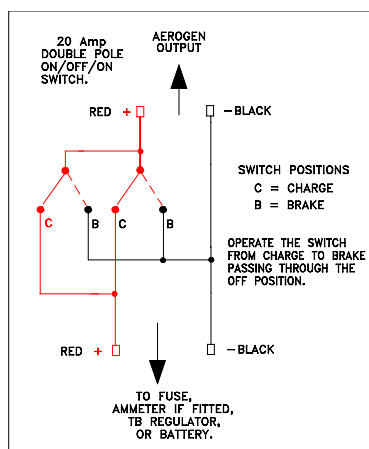 20 Amp
DOUBLE POLE
ON/OFF/ON
SWITCH.
AEROGEN
OUTPUT
RED +
−BLACK
SWITCH POSITIONS
C = CHARGE
B = BRAKE
C
B
C
B
OPERATE THE SWITCH
FROM CHARGE TO BRAKE
PASSING THROUGH THE
OFF POSITION.
RED +
−BLACK
TO FUSE,
AMMETER IF FITTED,
TB REGULATOR,
OR BATTERY.